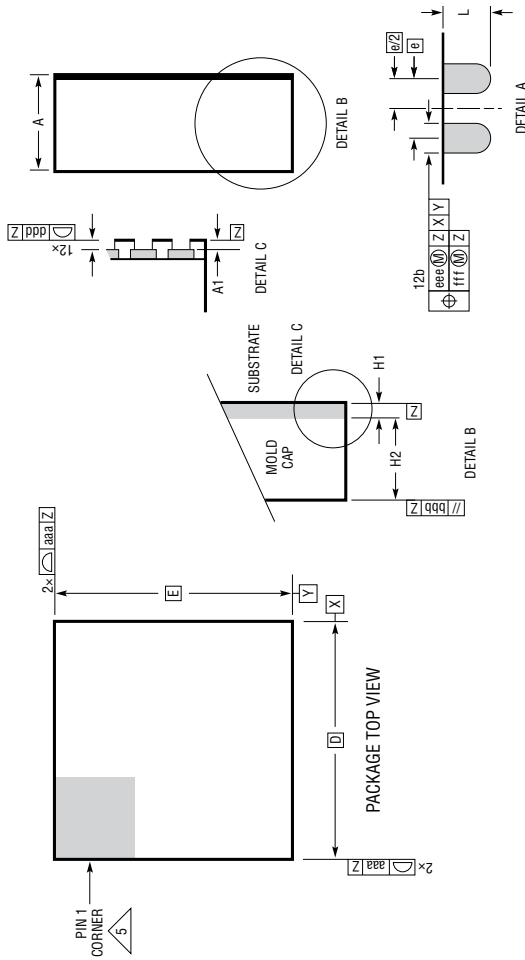 PIN 1
CORNER
5
2× ⌓ aaa Z
E
Y
X
D
2× ⌓ aaa Z
PACKAGE TOP VIEW
SUBSTRATE
DETAIL C
MOLD
CAP
H1
Z
H2
// bbb Z
DETAIL B
12× ⌓ ddd Z
A1
Z
DETAIL C
A
DETAIL B
12b
⌖ eee Ⓜ Z X Y
fff Ⓜ Z
e/2
e
L
DETAIL A